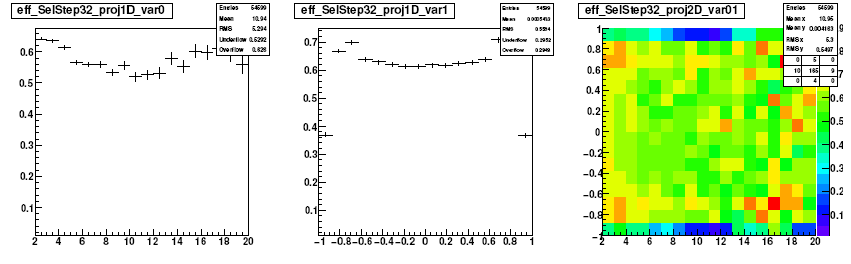 eff_SelStep32_proj1D_var0
Entries 54599
Mean 10.94
RMS 5.294
Underflow 0.5292
Overflow 0.628
0.6
0.5
0.4
0.3
0.2
0.1
2 4 6 8 10 12 14 16 18 20
eff_SelStep32_proj1D_var1
Entries 54599
RMS 0.5584
Underflow 0.2952
Overflow 0.2949
0.7
0.6
0.5
0.4
0.3
0.2
0.1
−1 −0.8 −0.6 −0.4 −0.2 0 0.2 0.4 0.6 0.8 1
eff_SelStep32_proj2D_var01
Entries 54599
Mean x 10.95
Mean y 0.004163
RMS x 5.3
RMS y 0.5497
0 5 0
10 165 9
0 4 0
1
0.8
0.6
0.4
0.2
0
−0.2
−0.4
−0.6
−0.8
−1
2 4 6 8 10 12 14 16 18 20
9
8
7
0.6
0.5
0.4
0.3
0.2
0.1
0